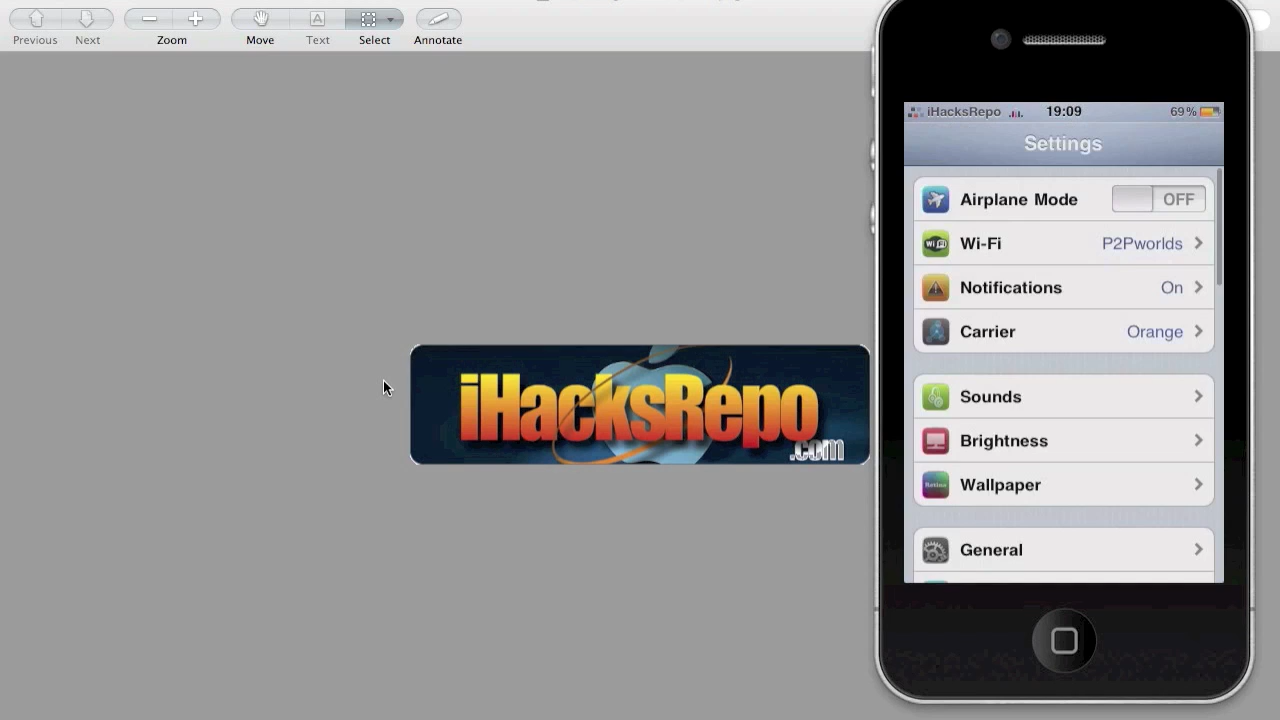 Previous Next Zoom Move Text Select Annotate
iHacksRepo 19:09 69%
Settings
Airplane Mode OFF
Wi-Fi P2Pworlds
Notifications On
Carrier Orange
Sounds
Brightness
Retina Wallpaper
General
iHacksRepo
.com